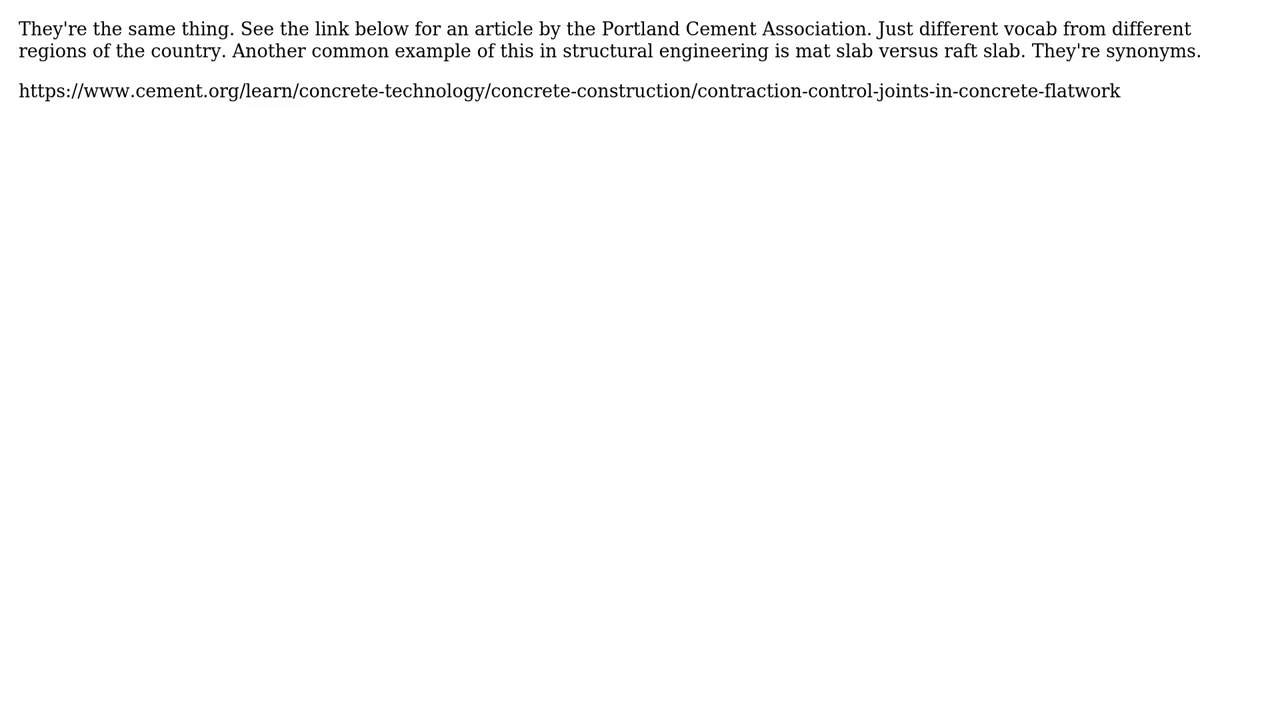 They're the same thing. See the link below for an article by the Portland Cement Association. Just different vocab from different
regions of the country. Another common example of this in structural engineering is mat slab versus raft slab. They're synonyms.
https://www.cement.org/learn/concrete-technology/concrete-construction/contraction-control-joints-in-concrete-flatwork